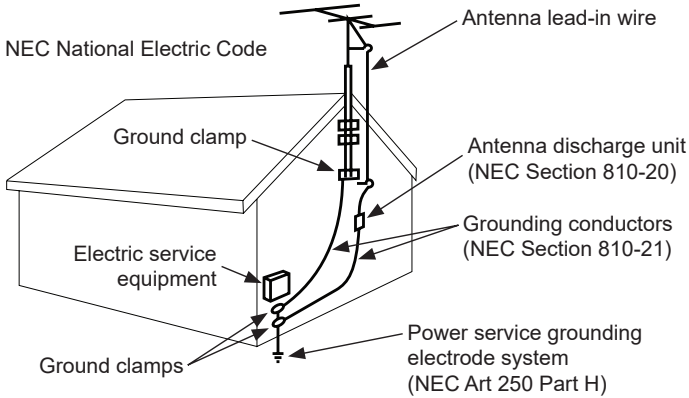 Antenna lead-in wire
NEC National Electric Code
Ground clamp
Antenna discharge unit
(NEC Section 810-20)
Grounding conductors
(NEC Section 810-21)
Electric service
equipment
Power service grounding
electrode system
(NEC Art 250 Part H)
Ground clamps